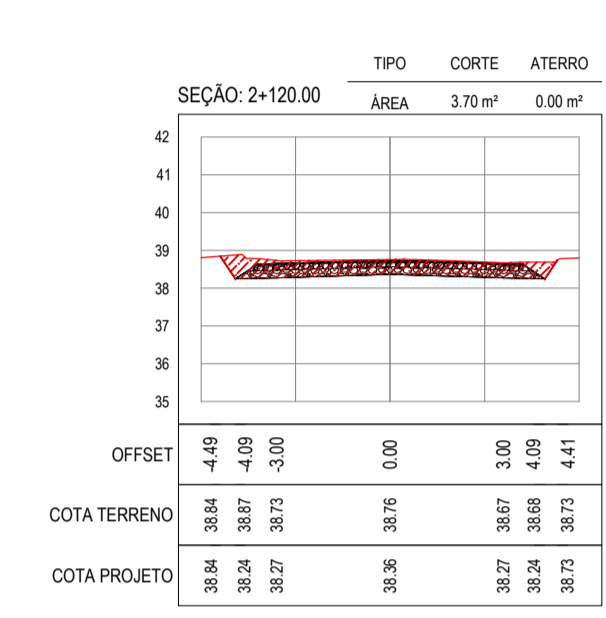 TIPO CORTE ATERRO
SEÇÃO: 2+120.00
ÁREA 3.70 m² 0.00 m²
42
41
40
39
38
37
36
35
OFFSET -4.49 -4.09 -3.00 0.00 3.00 4.09 4.41
COTA TERRENO 38.84 38.87 38.73 38.76 38.67 38.68 38.73
COTA PROJETO 38.84 38.24 38.27 38.36 38.27 38.24 38.73